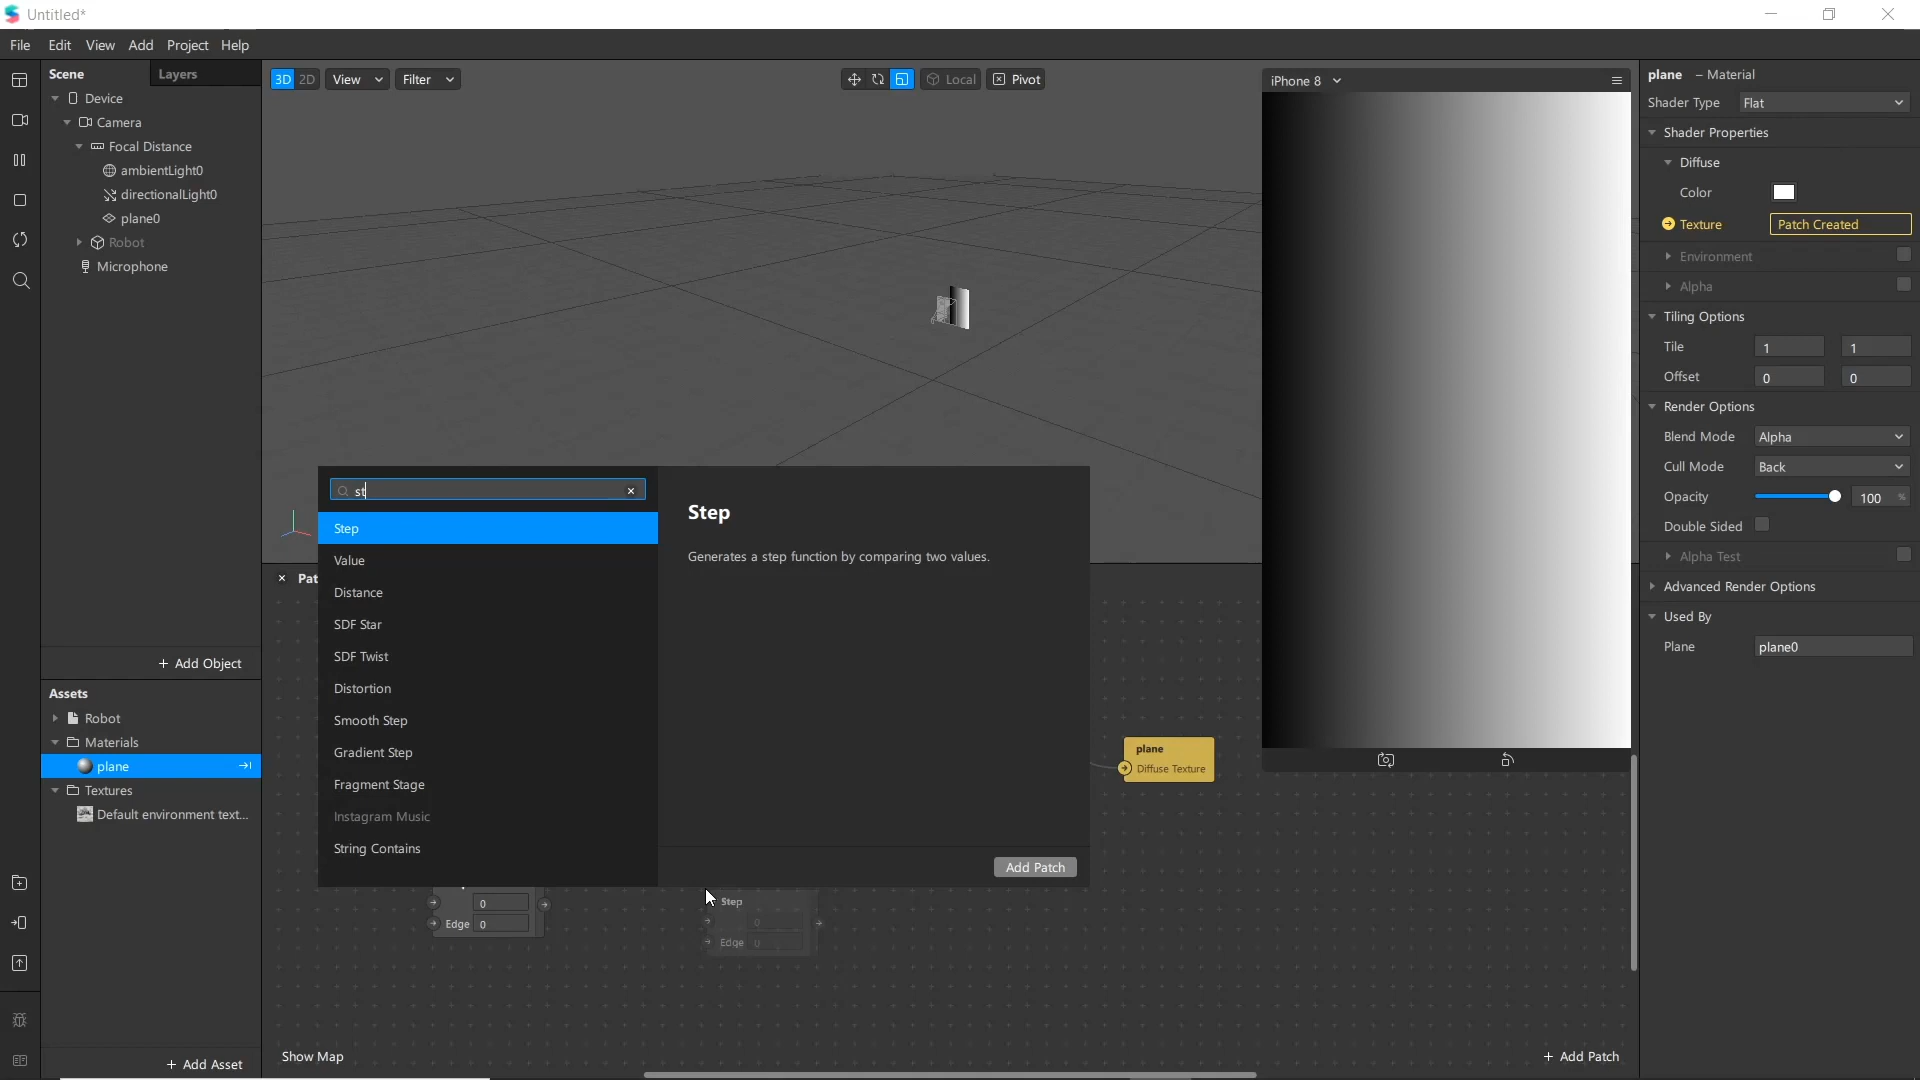 Untitled*
File Edit View Add Project Help
Scene Layers
Device
Camera
Focal Distance
ambientLight0
directionalLight0
plane0
Robot
Microphone
+ Add Object
Assets
Robot
Materials
plane
Textures
Default environment text...
+ Add Asset
3D 2D View Filter
Local Pivot
iPhone 8
st
Step
Value
Distance
SDF Star
SDF Twist
Distortion
Smooth Step
Gradient Step
Fragment Stage
Instagram Music
String Contains
Step
Generates a step function by comparing two values.
Add Patch
Pat
plane
Diffuse Texture
0
Edge 0
Step
0
Edge 0
Show Map
+ Add Patch
plane – Material
Shader Type Flat
Shader Properties
Diffuse
Color
Texture Patch Created
Environment
Alpha
Tiling Options
Tile 1 1
Offset 0 0
Render Options
Blend Mode Alpha
Cull Mode Back
Opacity 100 %
Double Sided
Alpha Test
Advanced Render Options
Used By
Plane plane0